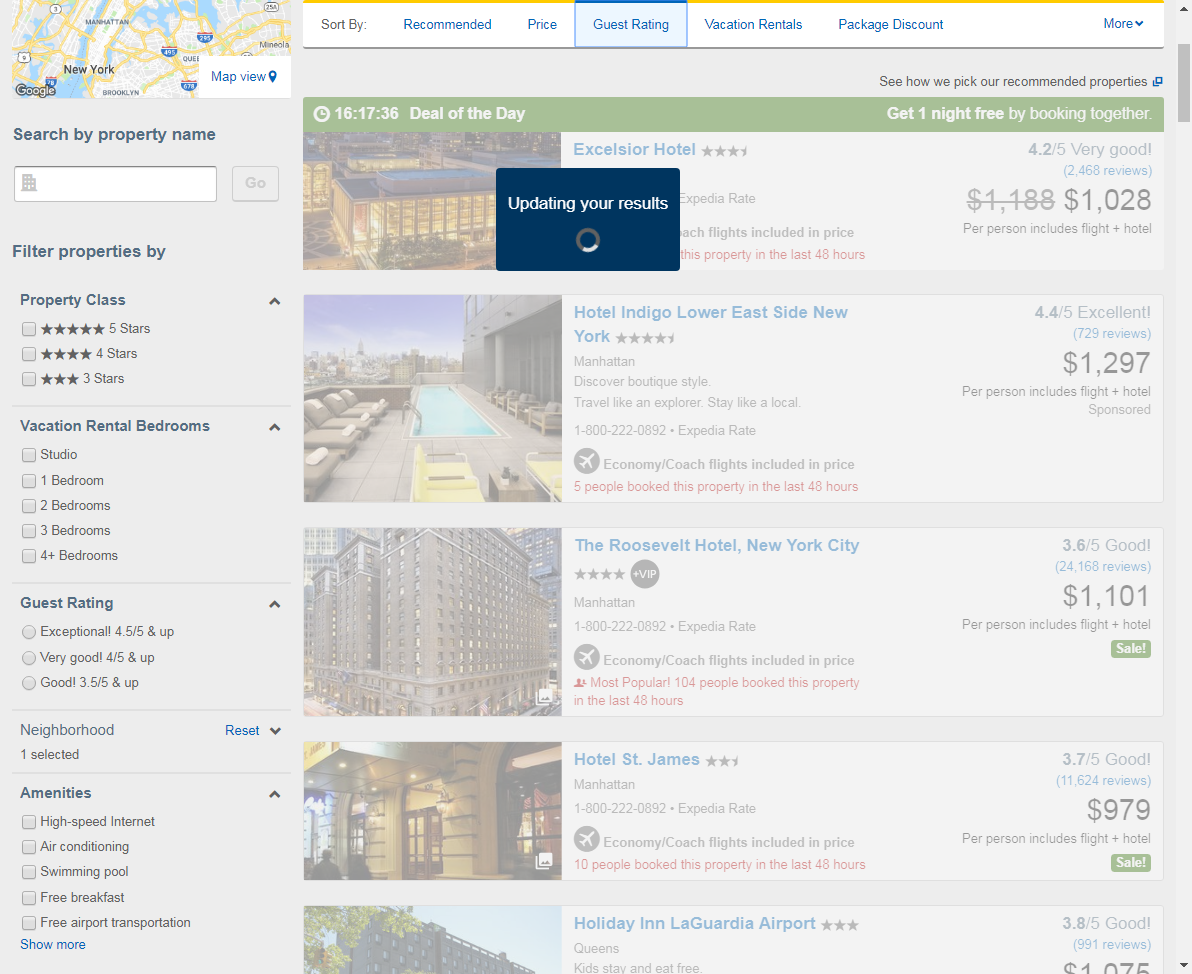 MANHATTAN
3
25A
295
495
Mineola
9
New York
QUEE
Map view
78
678
Google
BROOKLYN
Search by property name
Go
Filter properties by
Property Class
5 Stars
4 Stars
3 Stars
Vacation Rental Bedrooms
Studio
1 Bedroom
2 Bedrooms
3 Bedrooms
4+ Bedrooms
Guest Rating
Exceptional! 4.5/5 & up
Very good! 4/5 & up
Good! 3.5/5 & up
Neighborhood Reset
1 selected
Amenities
High-speed Internet
Air conditioning
Swimming pool
Free breakfast
Free airport transportation
Show more
Sort By: Recommended Price Guest Rating Vacation Rentals Package Discount More
See how we pick our recommended properties
16:17:36 Deal of the Day Get 1 night free by booking together.
Excelsior Hotel 4.2/5 Very good!
(2,468 reviews)
Updating your results
Expedia Rate
$1,188 $1,028
ach flights included in price
Per person includes flight + hotel
this property in the last 48 hours
Hotel Indigo Lower East Side New York
4.4/5 Excellent!
(729 reviews)
Manhattan
$1,297
Discover boutique style.
Travel like an explorer. Stay like a local.
Per person includes flight + hotel
Sponsored
1-800-222-0892 • Expedia Rate
Economy/Coach flights included in price
5 people booked this property in the last 48 hours
The Roosevelt Hotel, New York City 3.6/5 Good!
+VIP (24,168 reviews)
Manhattan
$1,101
1-800-222-0892 • Expedia Rate
Per person includes flight + hotel
Sale!
Economy/Coach flights included in price
Most Popular! 104 people booked this property
in the last 48 hours
Hotel St. James 3.7/5 Good!
Manhattan (11,624 reviews)
1-800-222-0892 • Expedia Rate $979
Economy/Coach flights included in price Per person includes flight + hotel
10 people booked this property in the last 48 hours Sale!
Holiday Inn LaGuardia Airport 3.8/5 Good!
Queens (991 reviews)
Kids stay and eat free. $1,075